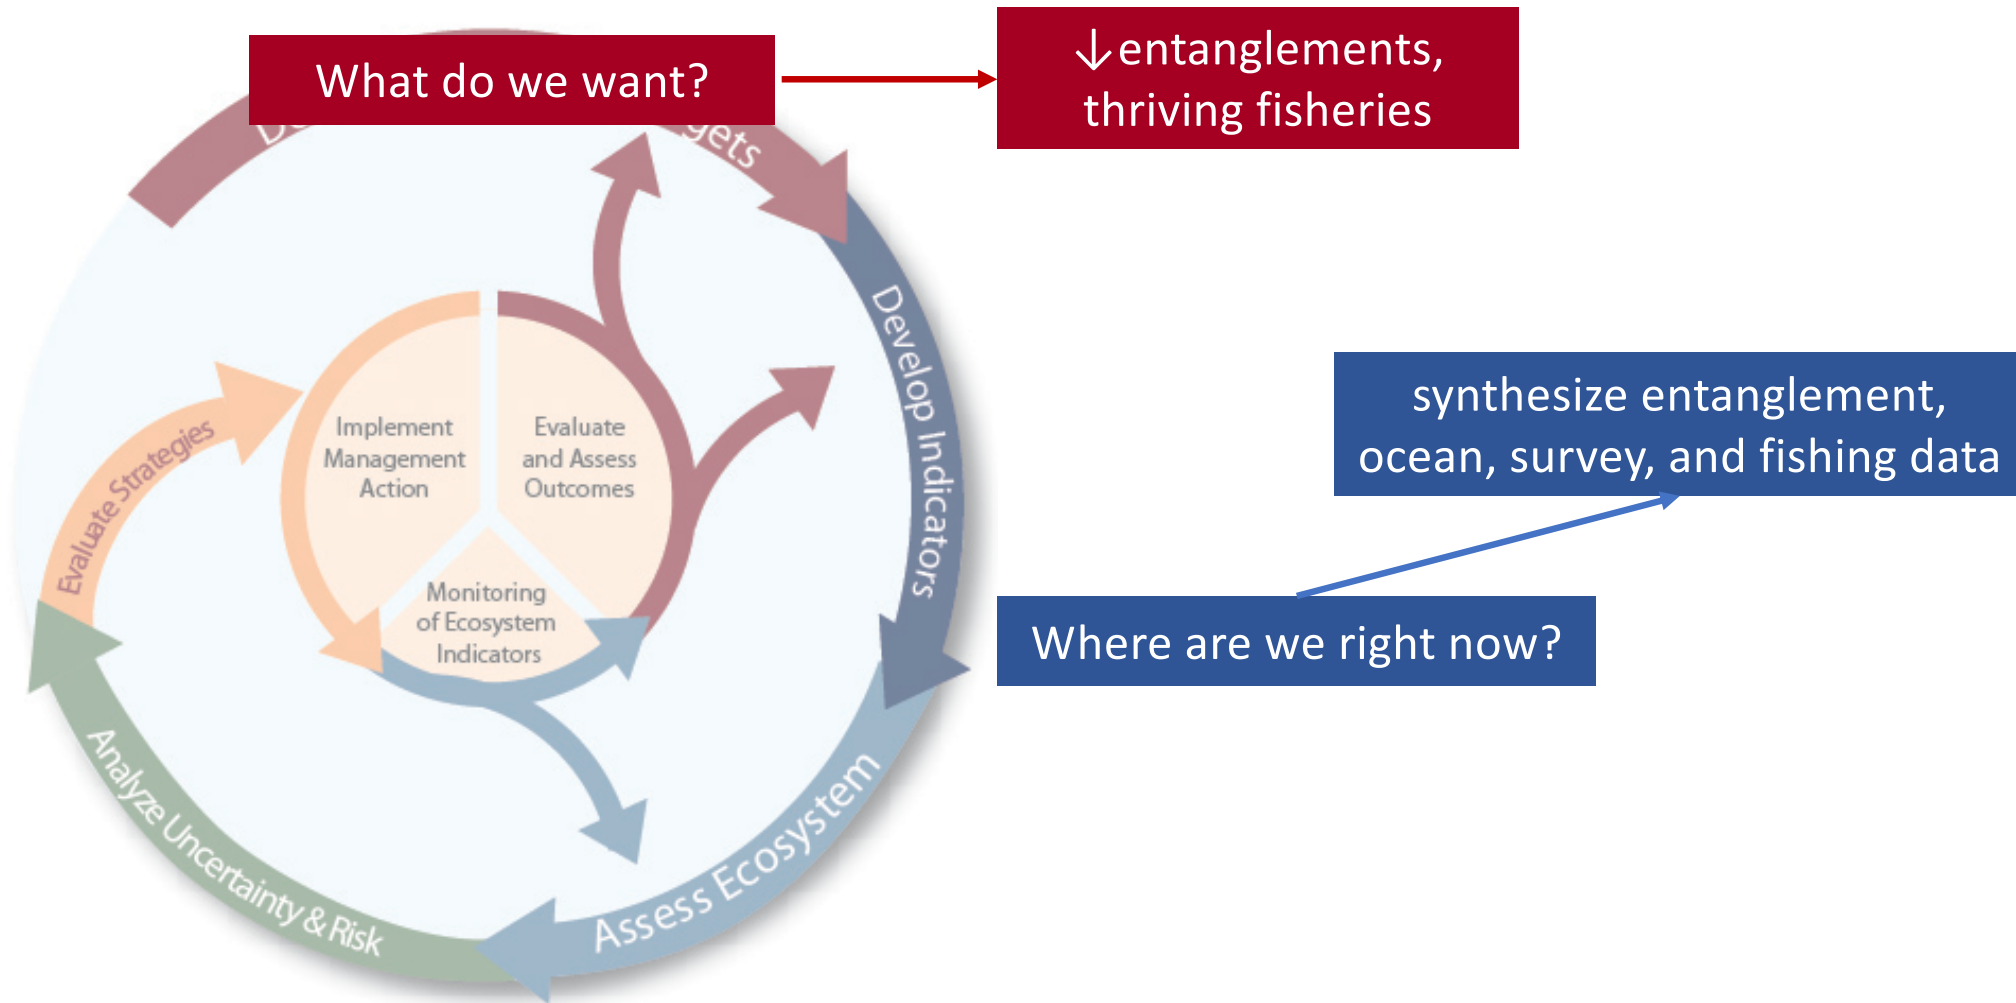 What do we want?
↓entanglements,
thriving fisheries
Develop Indicators
synthesize entanglement,
ocean, survey, and fishing data
Where are we right now?
Implement
Management
Action
Evaluate
and Assess
Outcomes
Monitoring
of Ecosystem
Indicators
Evaluate Strategies
Analyze Uncertainty & Risk
Assess Ecosystem